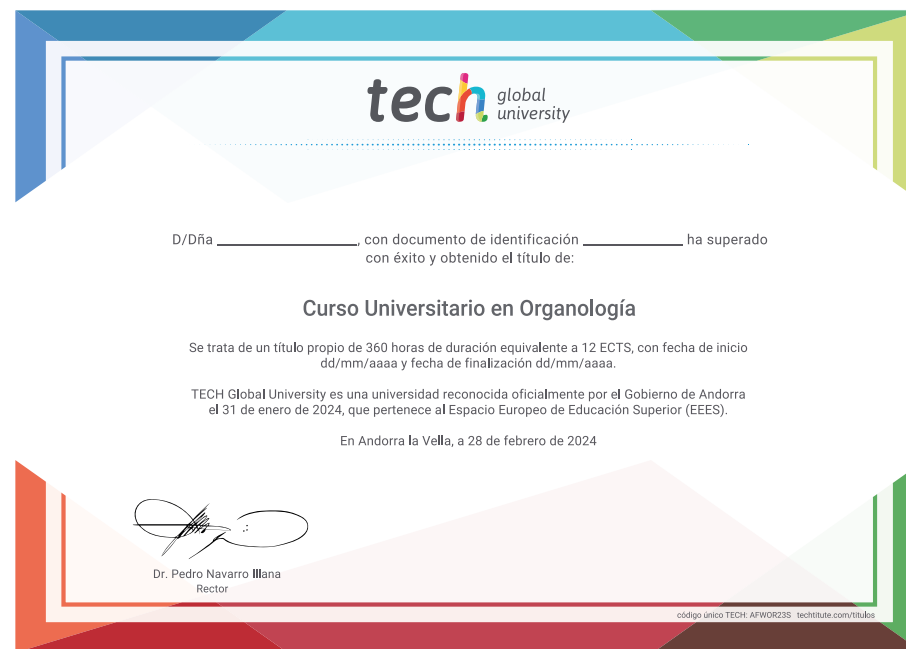 tech global university
D/Dña ____________________, con documento de identificación ______________ ha superado
con éxito y obtenido el título de:
Curso Universitario en Organología
Se trata de un título propio de 360 horas de duración equivalente a 12 ECTS, con fecha de inicio
dd/mm/aaaa y fecha de finalización dd/mm/aaaa.
TECH Global University es una universidad reconocida oficialmente por el Gobierno de Andorra
el 31 de enero de 2024, que pertenece al Espacio Europeo de Educación Superior (EEES).
En Andorra la Vella, a 28 de febrero de 2024
Dr. Pedro Navarro Illana
Rector
código único TECH: AFWOR23S techtitute.com/titulos